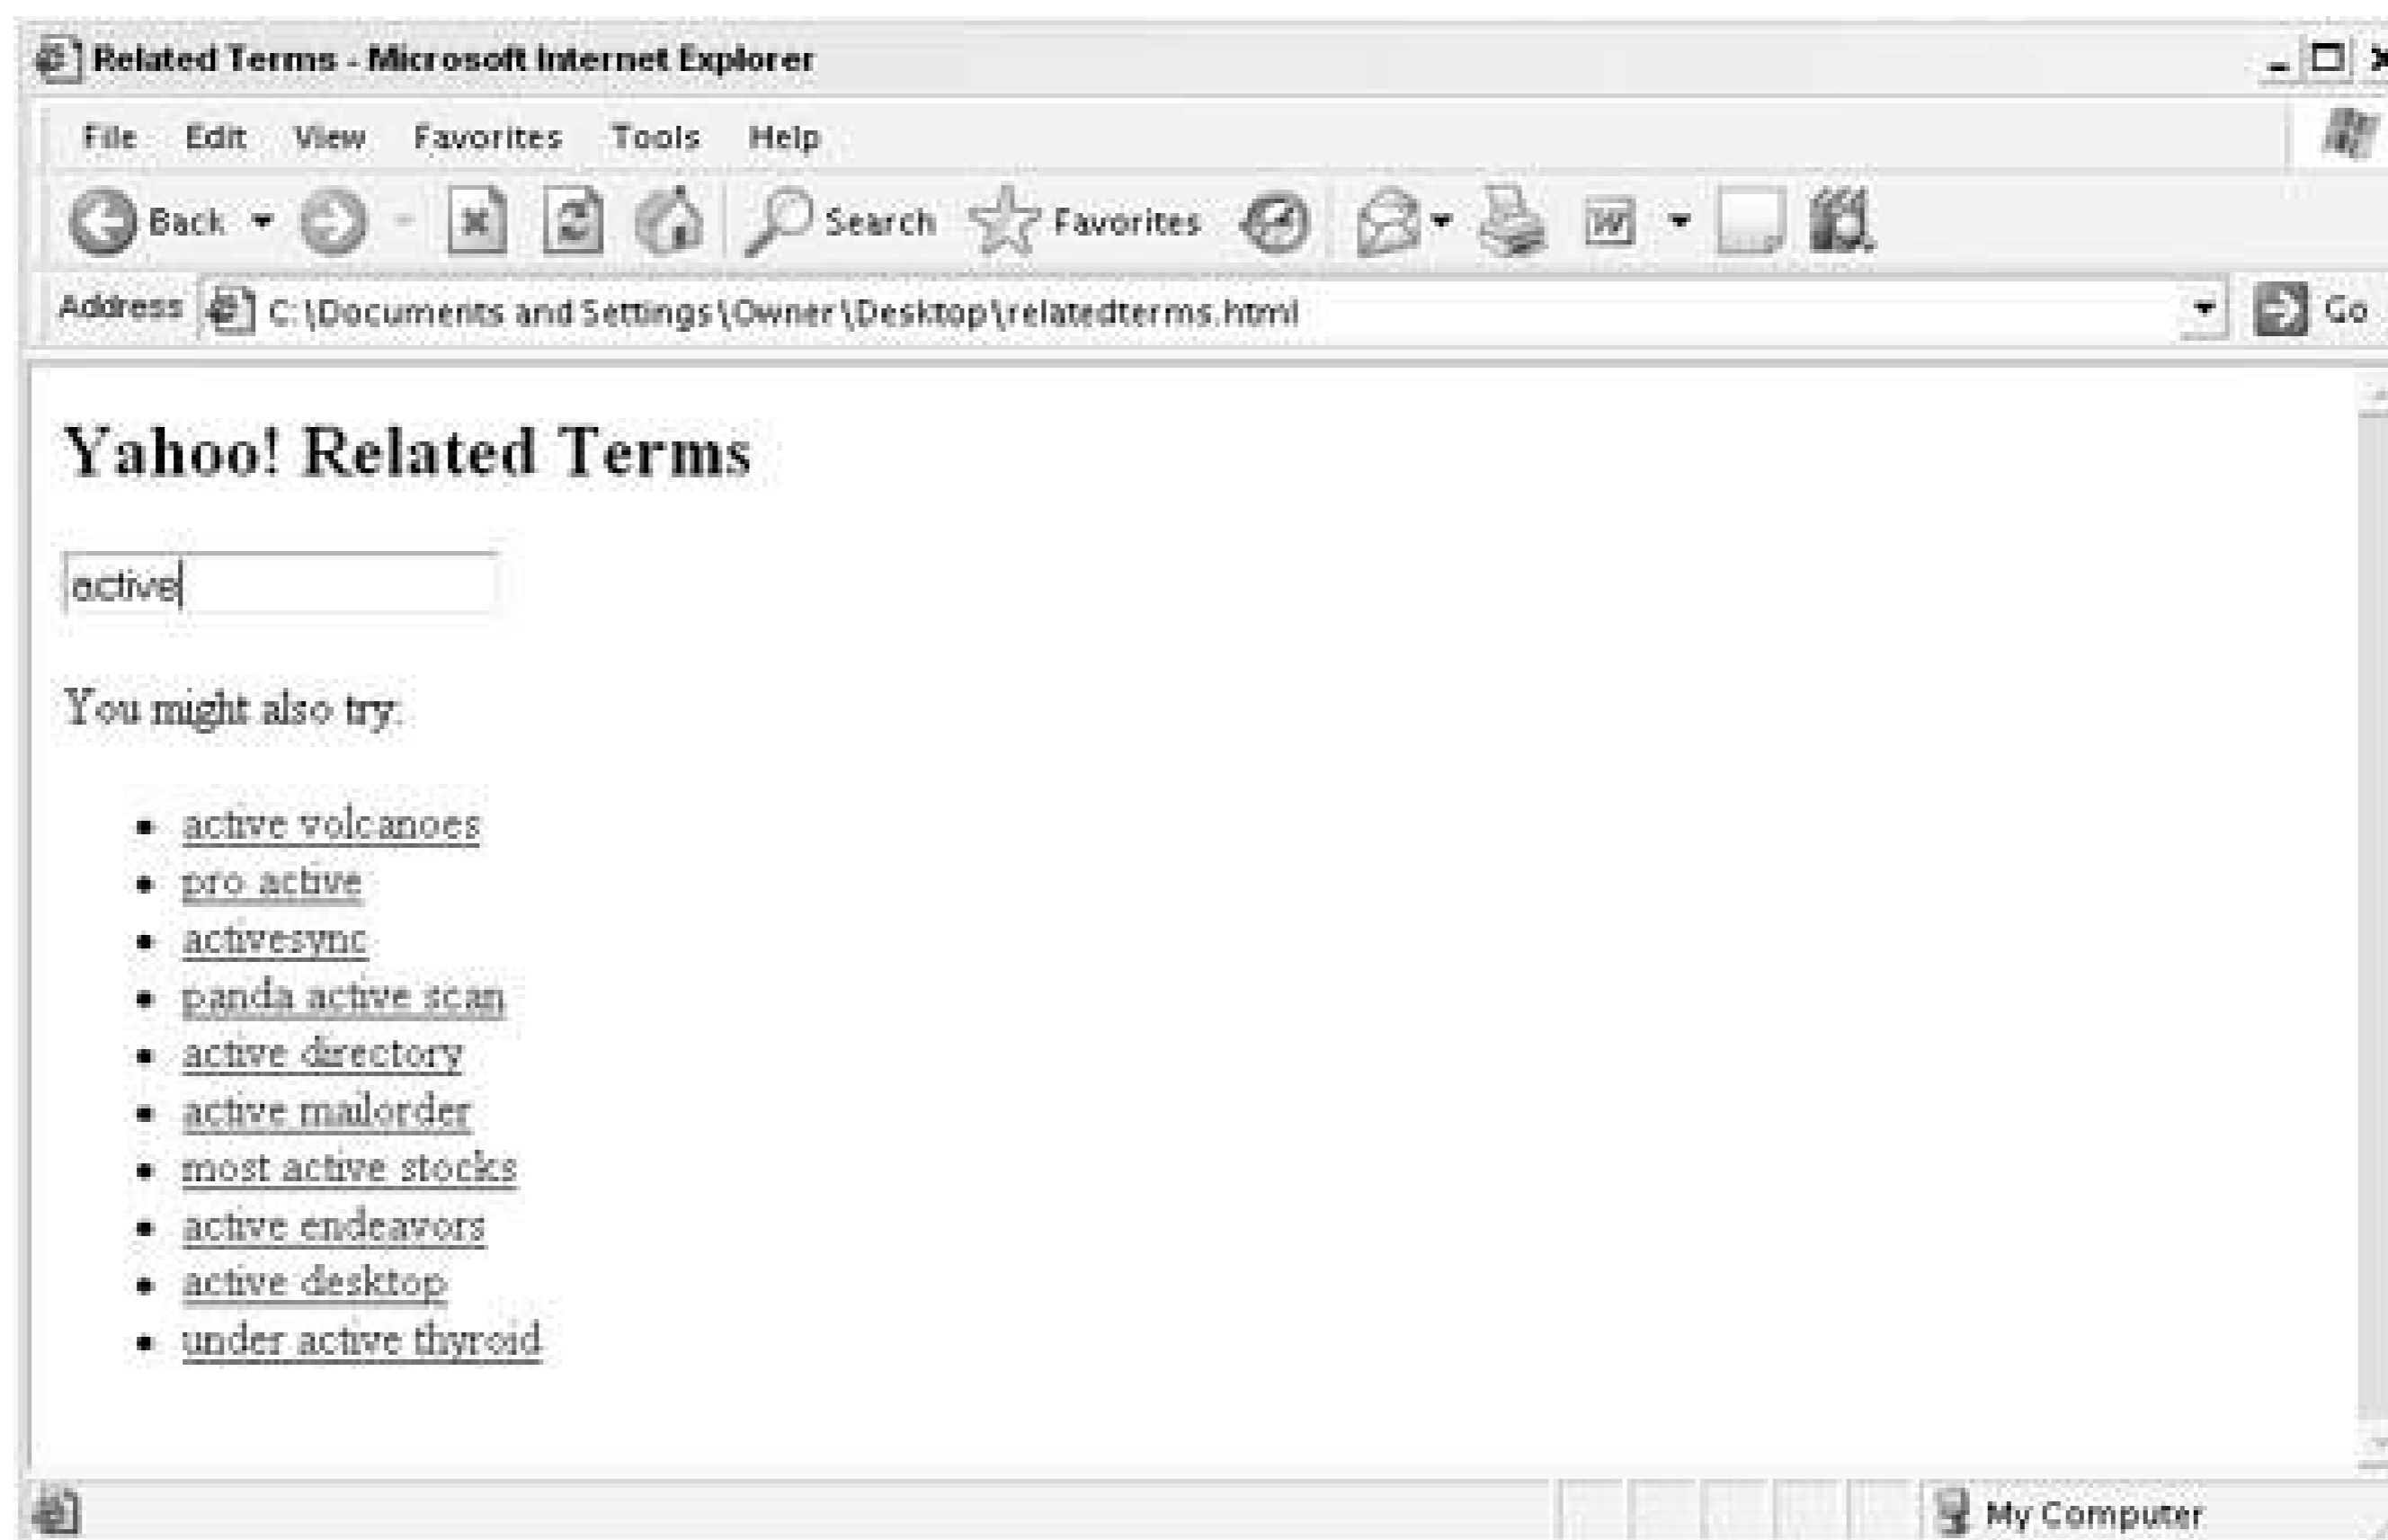 Related Terms - Microsoft Internet Explorer
File Edit View Favorites Tools Help
Back Search Favorites
Address C:\Documents and Settings\Owner\Desktop\relatedterms.html Go
Yahoo! Related Terms
active
You might also try:
active volcanoes
pro active
activesync
panda active scan
active directory
active mailorder
most active stocks
active endeavors
active desktop
under active thyroid
My Computer